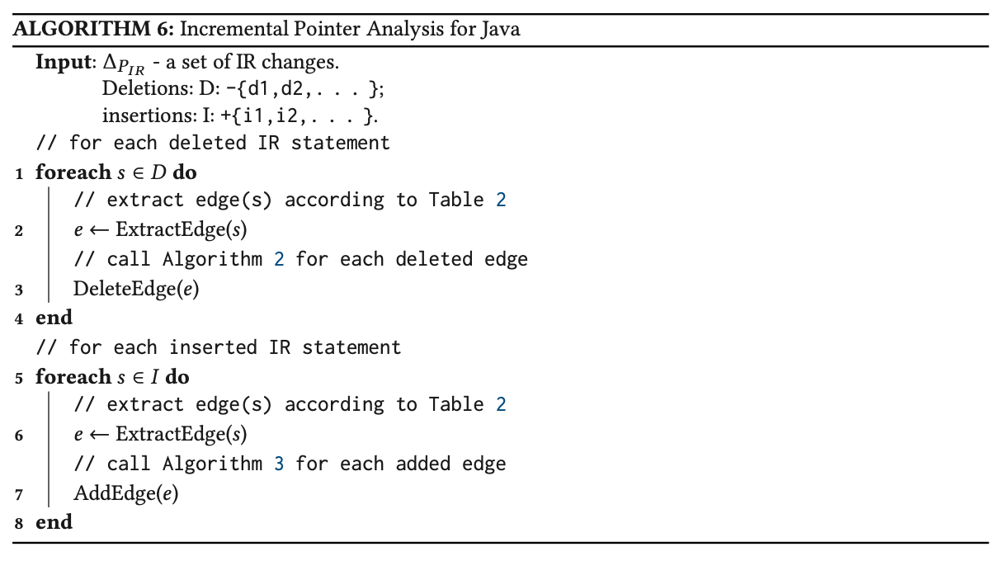 ALGORITHM 6: Incremental Pointer Analysis for Java
Input: Δ_{P_{IR}} - a set of IR changes.
Deletions: D: -{d1,d2,. . . };
insertions: I: +{i1,i2,. . . }.
// for each deleted IR statement
1 foreach s ∈ D do
// extract edge(s) according to Table 2
2 e ← ExtractEdge(s)
// call Algorithm 2 for each deleted edge
3 DeleteEdge(e)
4 end
// for each inserted IR statement
5 foreach s ∈ I do
// extract edge(s) according to Table 2
6 e ← ExtractEdge(s)
// call Algorithm 3 for each added edge
7 AddEdge(e)
8 end